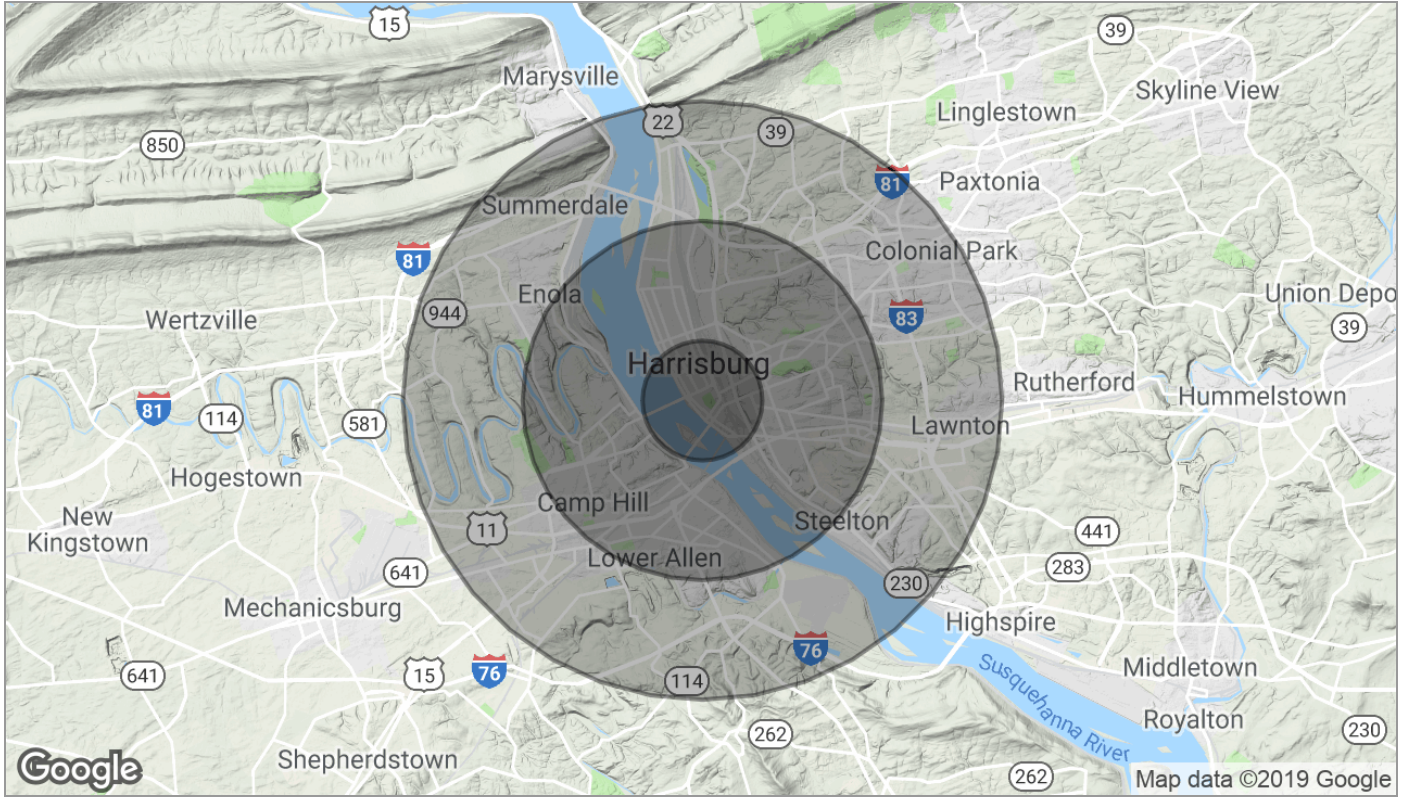 15
39
Marysville
Skyline View
Linglestown
22
39
850
81
Paxtonia
Summerdale
Colonial Park
81
Enola
Union Depo
944
83
Wertzville
39
Harrisburg
Rutherford
Hummelstown
81
114
581
Lawnton
Hogestown
Camp Hill
New
Kingstown
11
Steelton
441
Lower Allen
283
641
230
Mechanicsburg
Highspire
76
Middletown
641
15
76
114
Susquehanna River
Royalton
262
230
Shepherdstown
Google
262
Map data ©2019 Google